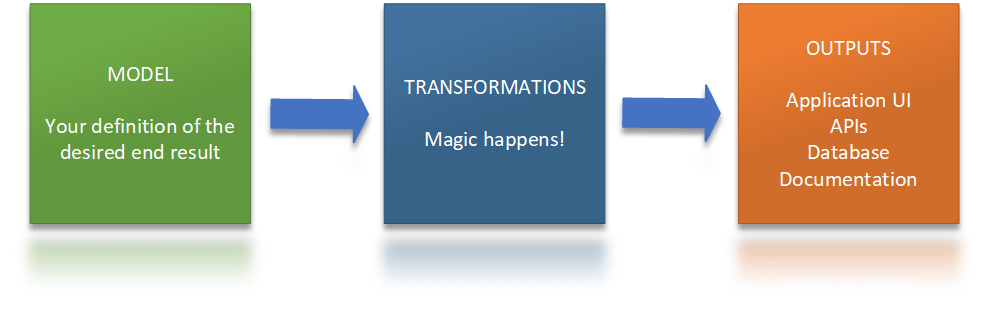 MODEL
Your definition of the
desired end result
TRANSFORMATIONS
Magic happens!
OUTPUTS
Application UI
APIs
Database
Documentation